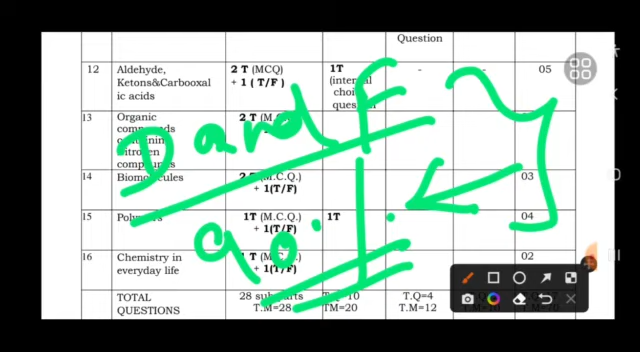 Question
12 Aldehyde, Ketons&Carbooxalic acids 2 T (MCQ) + 1 ( T/F ) 1T (internal choice question - - 05
13 Organic compounds containing nitrogen compounds 2 T
14 Biomolecules (M.C.Q.) + 1(T/F) 03
15 Polymers 1T (M.C.Q.) + 1(T/F) 1T 04
16 Chemistry in everyday life 1 T (M.C.Q.) + 1(T/F) 02
TOTAL QUESTIONS 28 sub parts T.M=28 T.Q=10 TM=20 T.Q=4 T.M=12
D and F
90%